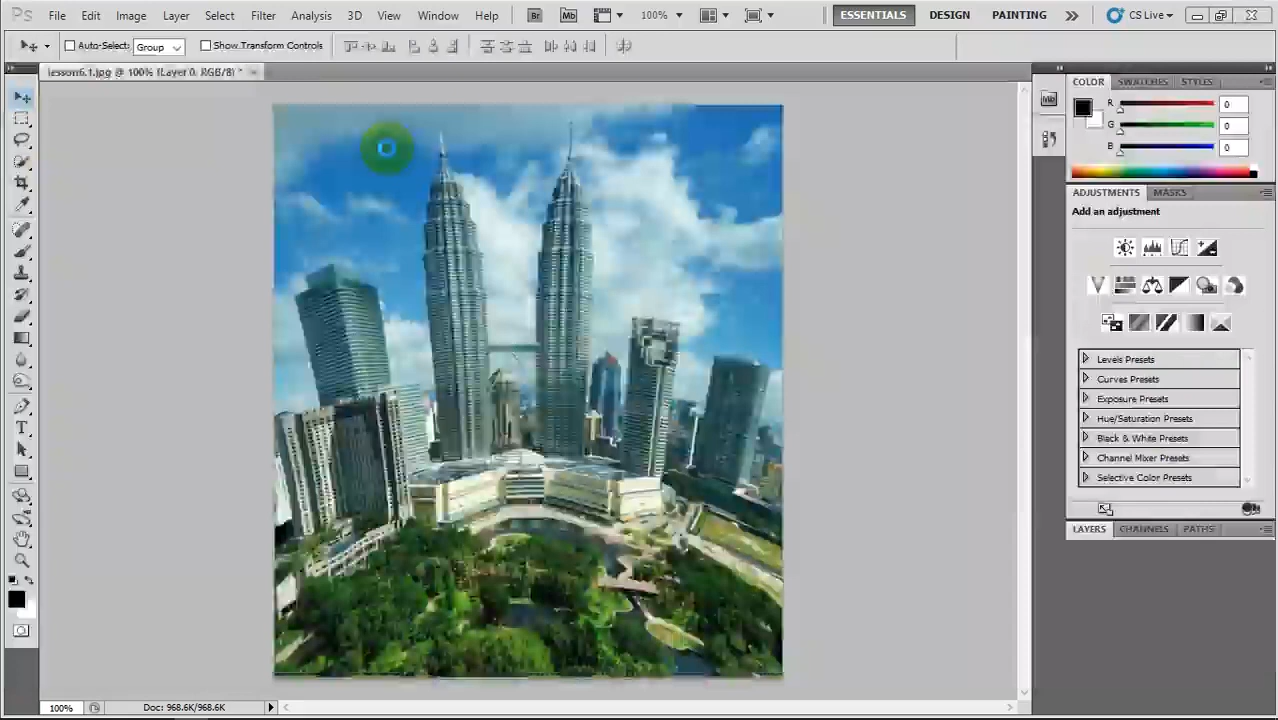 Ps File Edit Image Layer Select Filter Analysis 3D View Window Help Br Mb 100% ESSENTIALS DESIGN PAINTING CS Live
Auto-Select: Group Show Transform Controls
lesson6.1.jpg @ 100% (Layer 0, RGB/8) *
COLOR SWATCHES STYLES
R 0
G 0
B 0
ADJUSTMENTS MASKS
Add an adjustment
Levels Presets
Curves Presets
Exposure Presets
Hue/Saturation Presets
Black & White Presets
Channel Mixer Presets
Selective Color Presets
LAYERS CHANNELS PATHS
100% Doc: 968.6K/968.6K